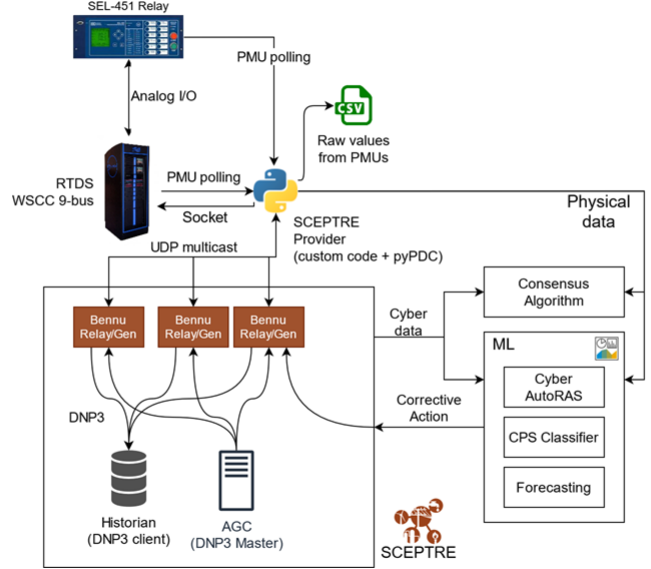 SEL-451 Relay
PMU polling
Analog I/O
CSV
Raw values
from PMUs
RTDS
WSCC 9-bus
PMU polling
Socket
SCEPTRE
Provider
(custom code + pyPDC)
Physical
data
UDP multicast
Bennu
Relay/Gen
Bennu
Relay/Gen
Bennu
Relay/Gen
Cyber
data
Consensus
Algorithm
ML
Cyber
AutoRAS
CPS Classifier
Forecasting
Corrective
Action
DNP3
Historian
(DNP3 client)
AGC
(DNP3 Master)
SCEPTRE